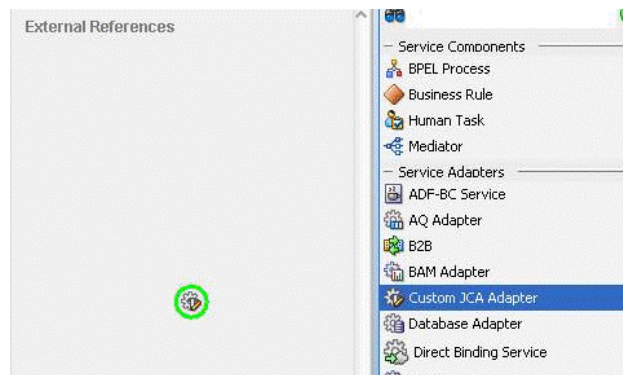 External References
Service Components
BPEL Process
Business Rule
Human Task
Mediator
Service Adapters
ADF-BC Service
AQ Adapter
B2B
BAM Adapter
Custom JCA Adapter
Database Adapter
Direct Binding Service